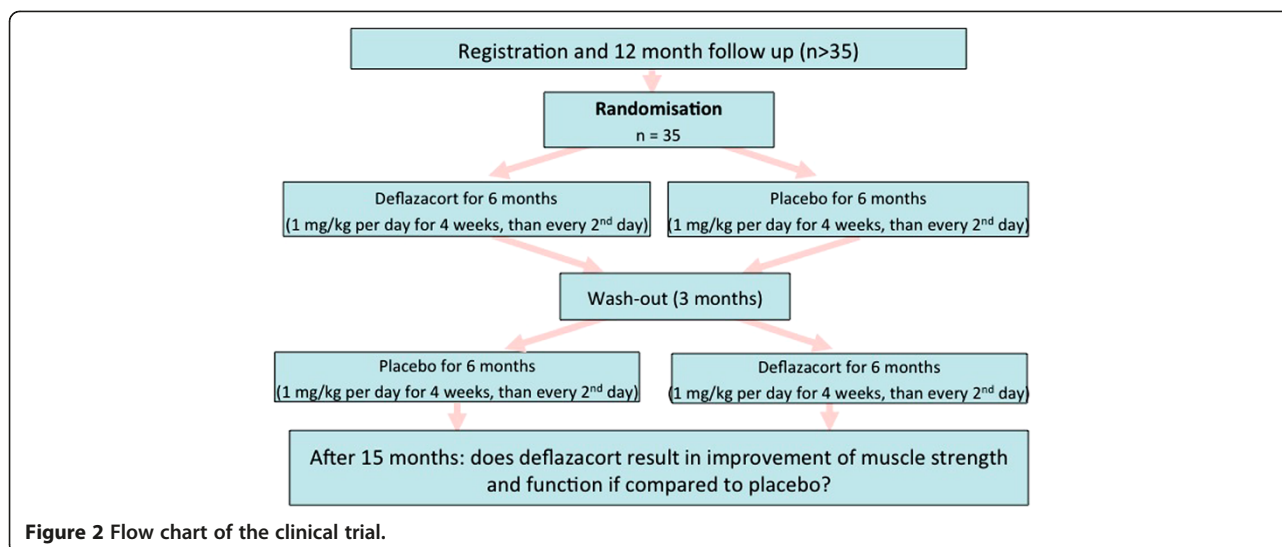 Registration and 12 month follow up (n>35)
Randomisation
n = 35
Deflazacort for 6 months
(1 mg/kg per day for 4 weeks, than every 2nd day)
Placebo for 6 months
(1 mg/kg per day for 4 weeks, than every 2nd day)
Wash-out (3 months)
Placebo for 6 months
(1 mg/kg per day for 4 weeks, than every 2nd day)
Deflazacort for 6 months
(1 mg/kg per day for 4 weeks, than every 2nd day)
After 15 months: does deflazacort result in improvement of muscle strength
and function if compared to placebo?
Figure 2 Flow chart of the clinical trial.